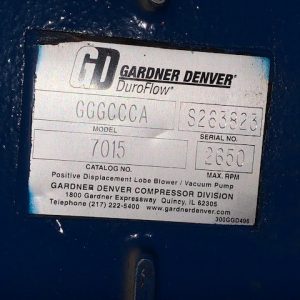 GD GARDNER DENVER®
DuroFlow®
GGGCCCA S263823
MODEL SERIAL NO.
7015 2650
CATALOG NO. MAX. RPM
Positive Displacement Lobe Blower / Vacuum Pump
GARDNER DENVER COMPRESSOR DIVISION
1800 Gardner Expressway Quincy, IL 62305
Telephone (217) 222-5400 www.gardnerdenver.com
300GGD496